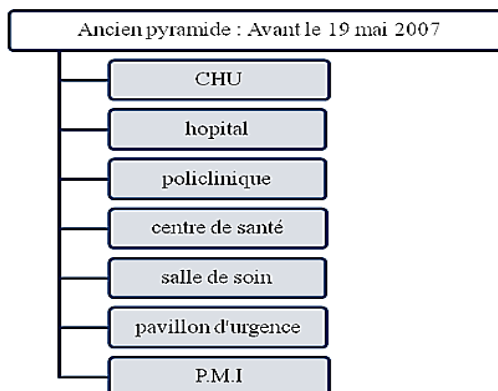 Ancien pyramide : Avant le 19 mai 2007
CHU
hopital
policlinique
centre de santé
salle de soin
pavillon d'urgence
P.M.I